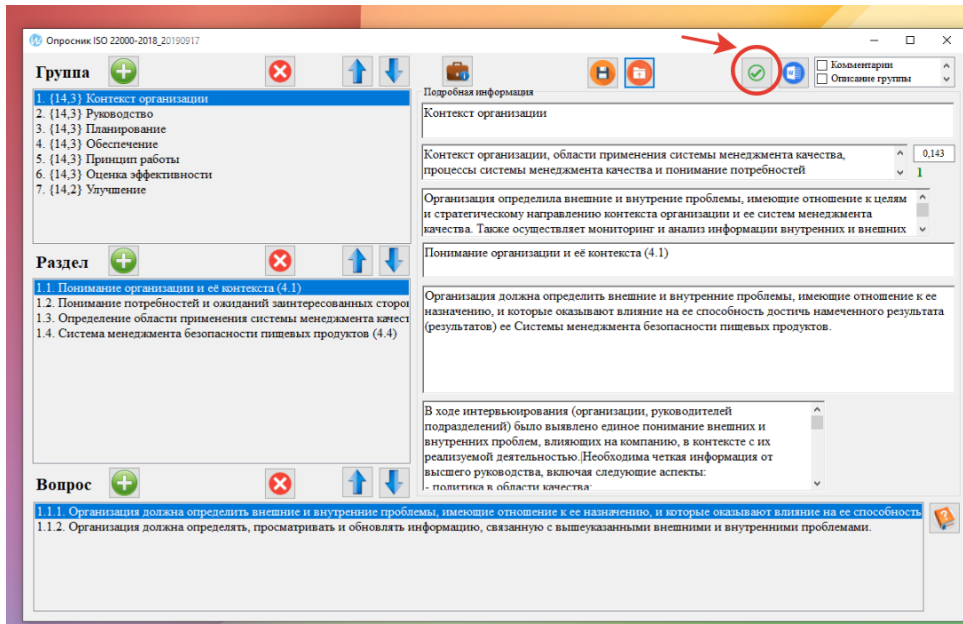 Опросник ISO 22000-2018_20190917
Группа
Комментарии
Описание группы
1. {14,3} Контекст организации
2. {14,3} Руководство
3. {14,3} Планирование
4. {14,3} Обеспечение
5. {14,3} Принцип работы
6. {14,3} Оценка эффективности
7. {14,2} Улучшение
Подробная информация
Контекст организации
Контекст организации, области применения системы менеджмента качества,
процессы системы менеджмента качества и понимание потребностей
0,143
1
Организация определила внешние и внутрение проблемы, имеющие отношение к целям
и стратегическому направлению контекста организации и ее систем менеджмента
качества. Также осуществляет мониторинг и анализ информации внутренних и внешних
Раздел
1.1. Понимание организации и её контекста (4.1)
1.2. Понимание потребностей и ожиданий заинтересованных сторон
1.3. Определение области применения системы менеджмента качест
1.4. Система менеджмента безопасности пищевых продуктов (4.4)
Понимание организации и её контекста (4.1)
Организация должна определить внешние и внутренние проблемы, имеющие отношение к ее
назначению, и которые оказывают влияние на ее способность достичь намеченного результата
(результатов) ее Системы менеджмента безопасности пищевых продуктов.
В ходе интервьюирования (организации, руководителей
подразделений) было выявлено единое понимание внешних и
внутренних проблем, влияющих на компанию, в контексте с их
реализуемой деятельностью.|Необходима четкая информация от
высшего руководства, включая следующие аспекты:
- политика в области качества;
Вопрос
1.1.1. Организация должна определить внешние и внутренние проблемы, имеющие отношение к ее назначению, и которые оказывают влияние на ее способность
1.1.2. Организация должна определять, просматривать и обновлять информацию, связанную с вышеуказанными внешними и внутренними проблемами.